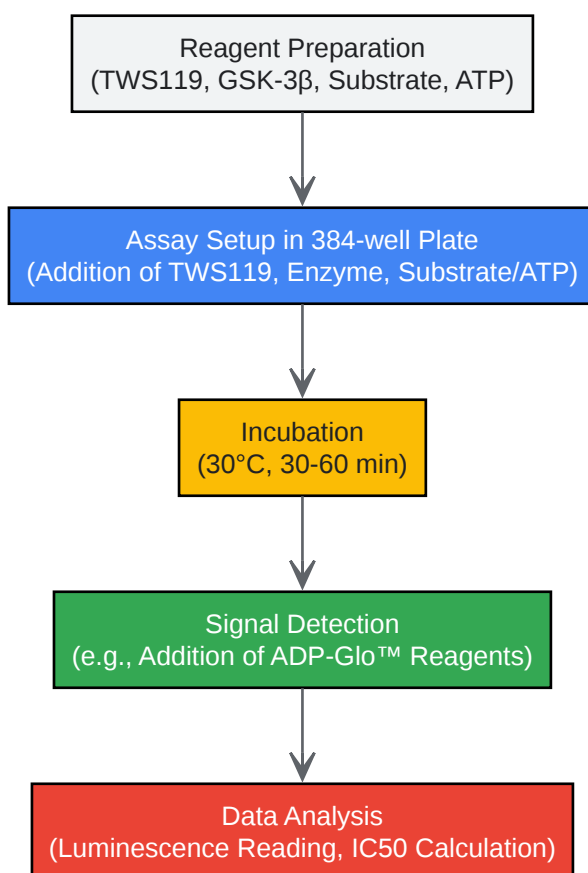 Reagent Preparation
(TWS119, GSK-3β, Substrate, ATP)
Assay Setup in 384-well Plate
(Addition of TWS119, Enzyme, Substrate/ATP)
Incubation
(30°C, 30-60 min)
Signal Detection
(e.g., Addition of ADP-Glo™ Reagents)
Data Analysis
(Luminescence Reading, IC50 Calculation)